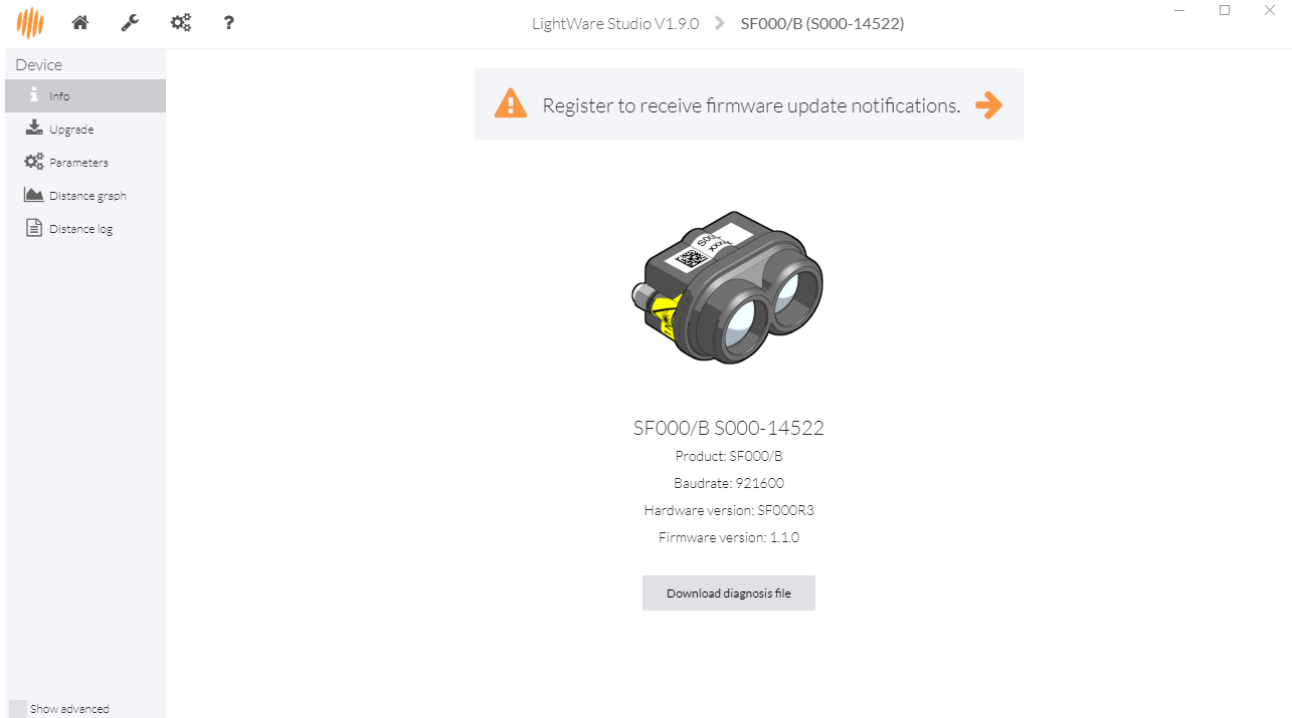 ?
LightWare Studio V1.9.0 > SF000/B (S000-14522)
Device
Info
Upgrade
Parameters
Distance graph
Distance log
Register to receive firmware update notifications.
SF000/B S000-14522
Product: SF000/B
Baudrate: 921600
Hardware version: SF000R3
Firmware version: 1.1.0
Download diagnosis file
Show advanced